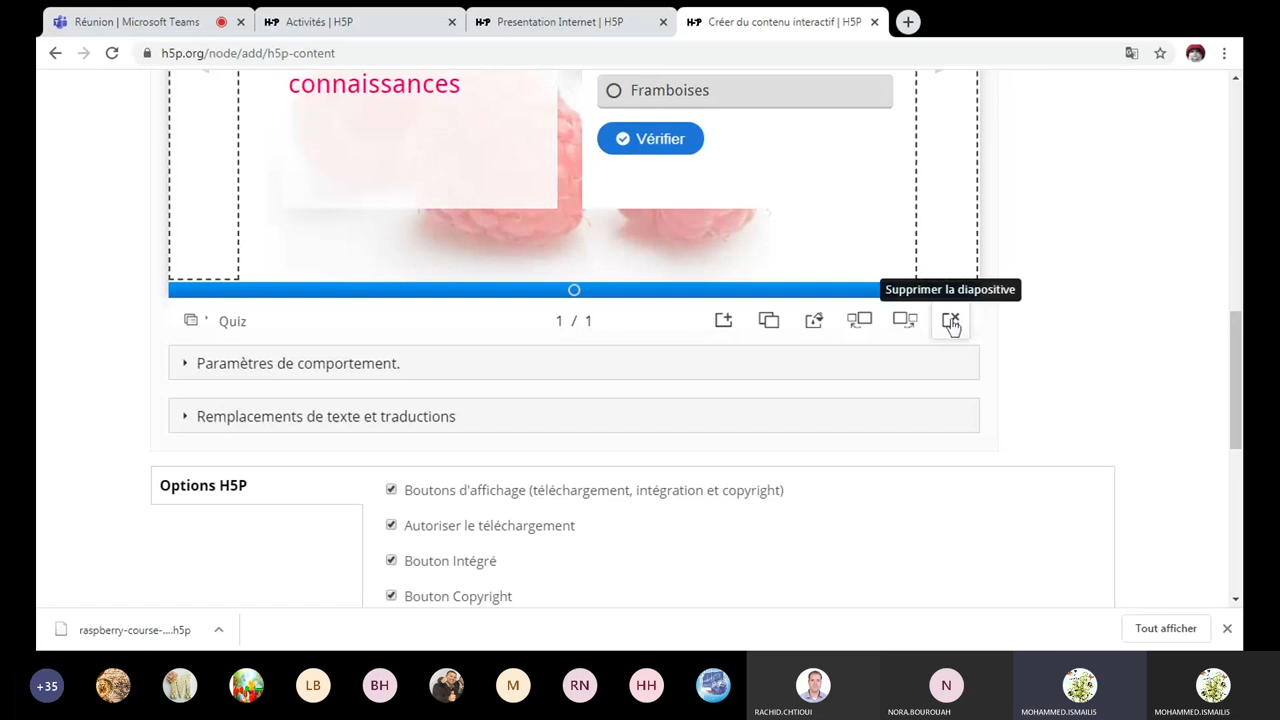 Réunion | Microsoft Teams
H-P Activités | H5P
H-P Presentation Internet | H5P
H-P Créer du contenu interactif | H5P
h5p.org/node/add/h5p-content
connaissances
Framboises
Vérifier
Supprimer la diapositive
Quiz
1 / 1
Paramètres de comportement.
Remplacements de texte et traductions
Options H5P
Boutons d'affichage (téléchargement, intégration et copyright)
Autoriser le téléchargement
Bouton Intégré
Bouton Copyright
raspberry-course-....h5p
Tout afficher
+35
LB
BH
M
RN
HH
N
RACHID.CHTIOUI
NORA.BOUROUAH
MOHAMMED.ISMAILIS
MOHAMMED.ISMAILIS